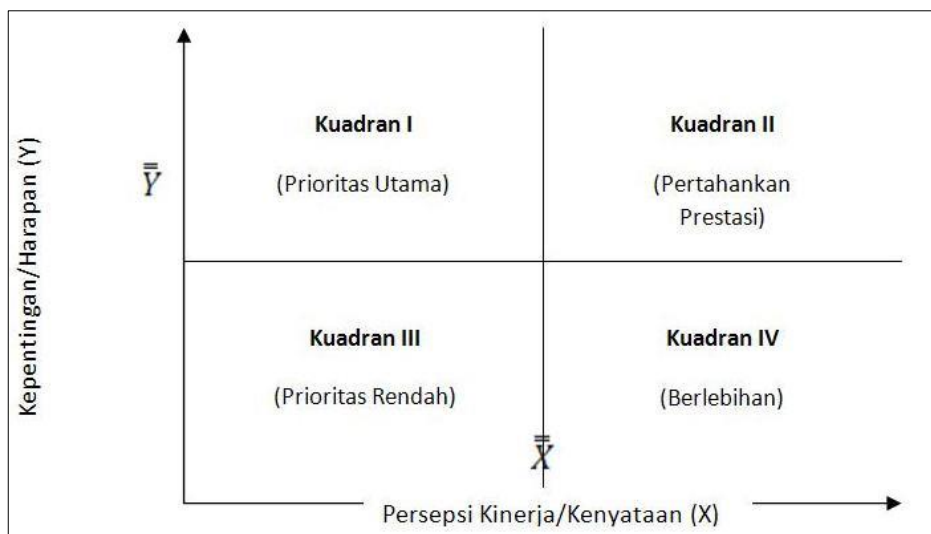 Kepentingan/Harapan (Y)
Kuadran I
(Prioritas Utama)
Kuadran II
(Pertahankan
Prestasi)
Y̿
Kuadran III
(Prioritas Rendah)
Kuadran IV
(Berlebihan)
X̿
Persepsi Kinerja/Kenyataan (X)